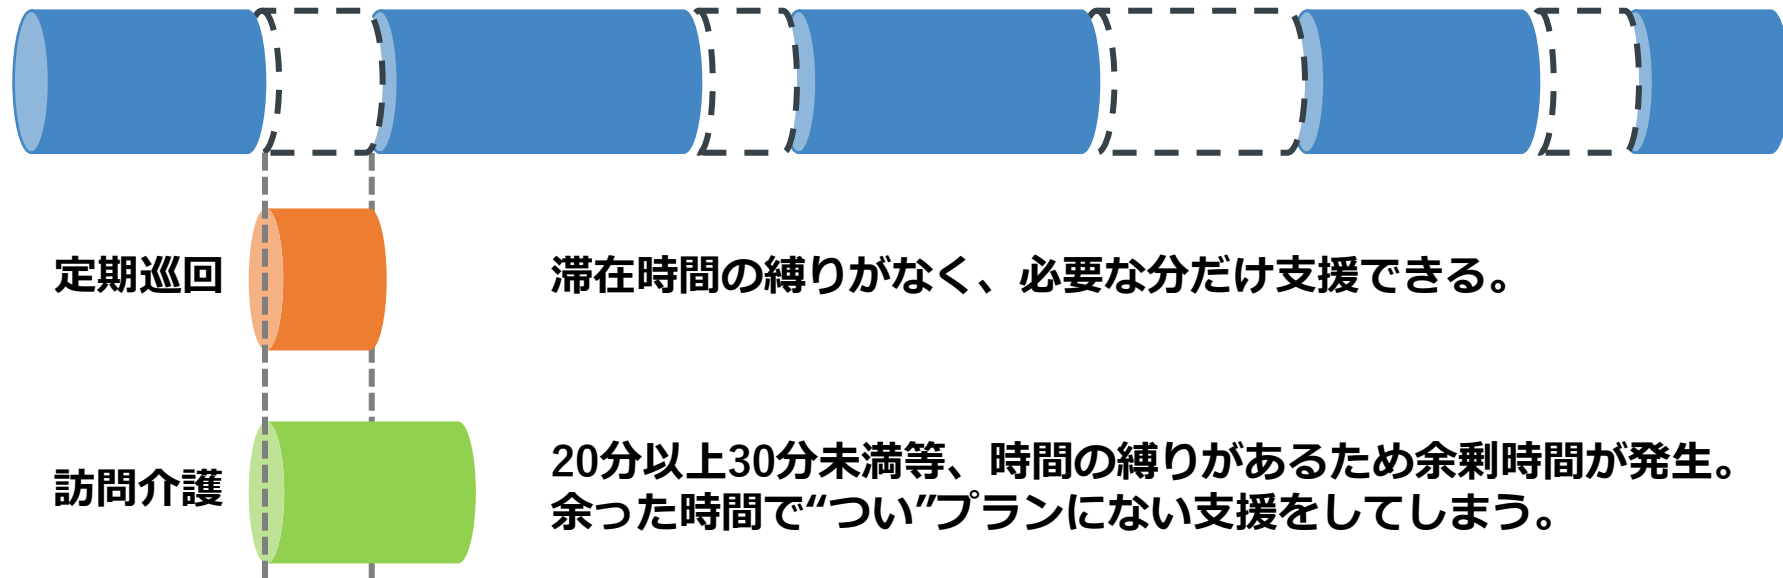 定期巡回
滞在時間の縛りがなく、必要な分だけ支援できる。
訪問介護
20分以上30分未満等、時間の縛りがあるため余剰時間が発生。
余った時間で“つい”プランにない支援をしてしまう。